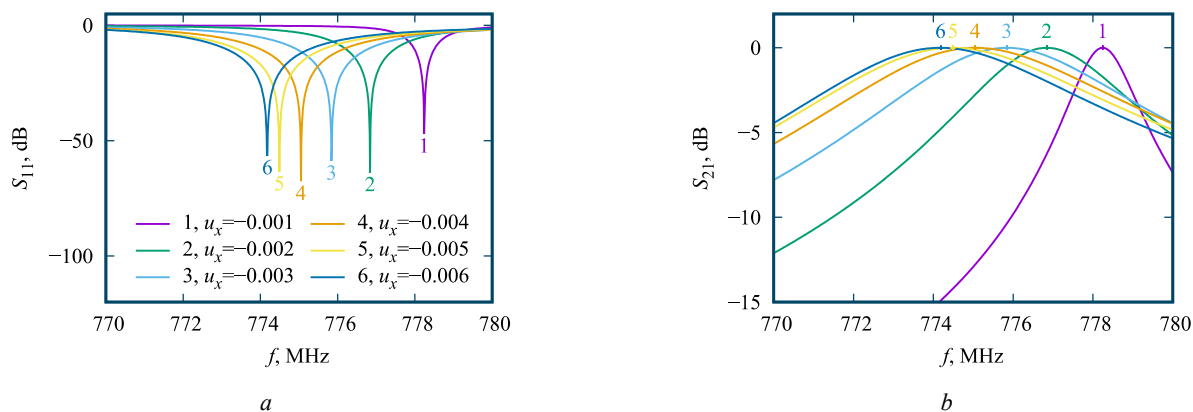 0
−50
−100
S11, dB
6
5
4
3
2
1
1, ux=−0.001
2, ux=−0.002
3, ux=−0.003
4, ux=−0.004
5, ux=−0.005
6, ux=−0.006
770 772 774 776 778 780
f, MHz
a
0
−5
−10
−15
S21, dB
6 5 4 3 2 1
770 772 774 776 778 780
f, MHz
b